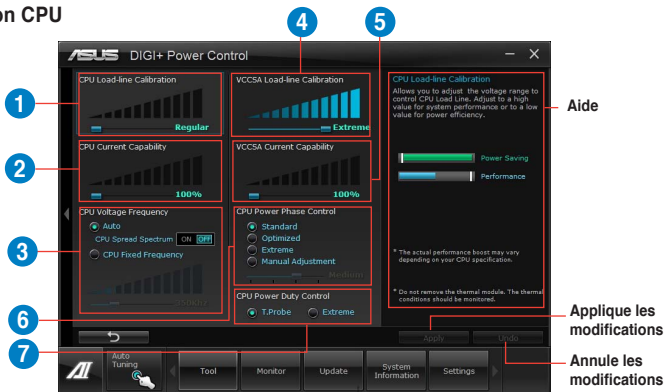 on CPU
4
5
ASUS DIGI+ Power Control
1
CPU Load-line Calibration
Regular
VCCSA Load-line Calibration
Extreme
2
CPU Current Capability
100%
VCCSA Current Capability
100%
3
CPU Voltage Frequency
Auto
CPU Spread Spectrum ON OFF
CPU Fixed Frequency
6
CPU Power Phase Control
Standard
Optimized
Extreme
Manual Adjustment
Medium
7
CPU Power Duty Control
T.Probe Extreme
CPU Load-line Calibration
Allows you to adjust the voltage range to
control CPU Load Line. Adjust to a high
value for system performance or to a low
value for power efficiency.
Power Saving
Performance
* The actual performance boost may vary
depending on your CPU specification.
* Do not remove the thermal module. The thermal
conditions should be monitored.
Aide
Apply Undo
Applique les
modifications
Annule les
modifications
Auto
Tuning
Tool
Monitor
Update
System
Information
Settings